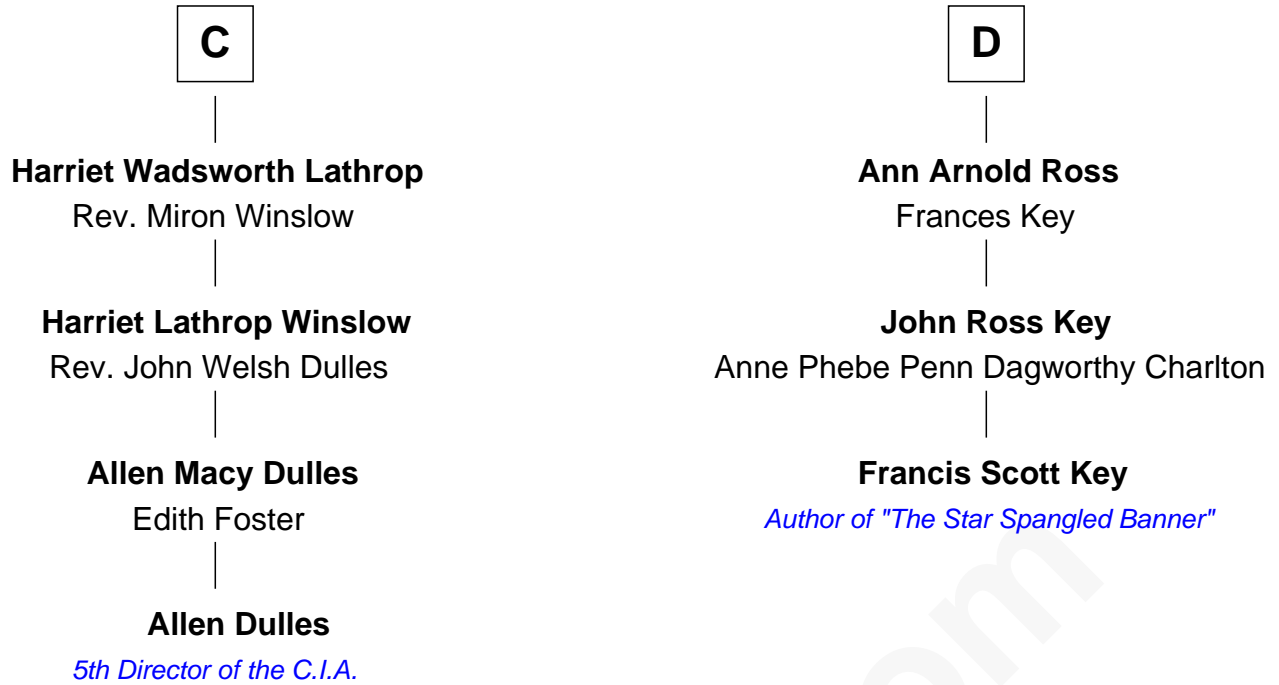 C
Harriet Wadsworth Lathrop
Rev. Miron Winslow
Harriet Lathrop Winslow
Rev. John Welsh Dulles
Allen Macy Dulles
Edith Foster
Allen Dulles
5th Director of the C.I.A.
D
Ann Arnold Ross
Frances Key
John Ross Key
Anne Phebe Penn Dagworthy Charlton
Francis Scott Key
Author of "The Star Spangled Banner"
om